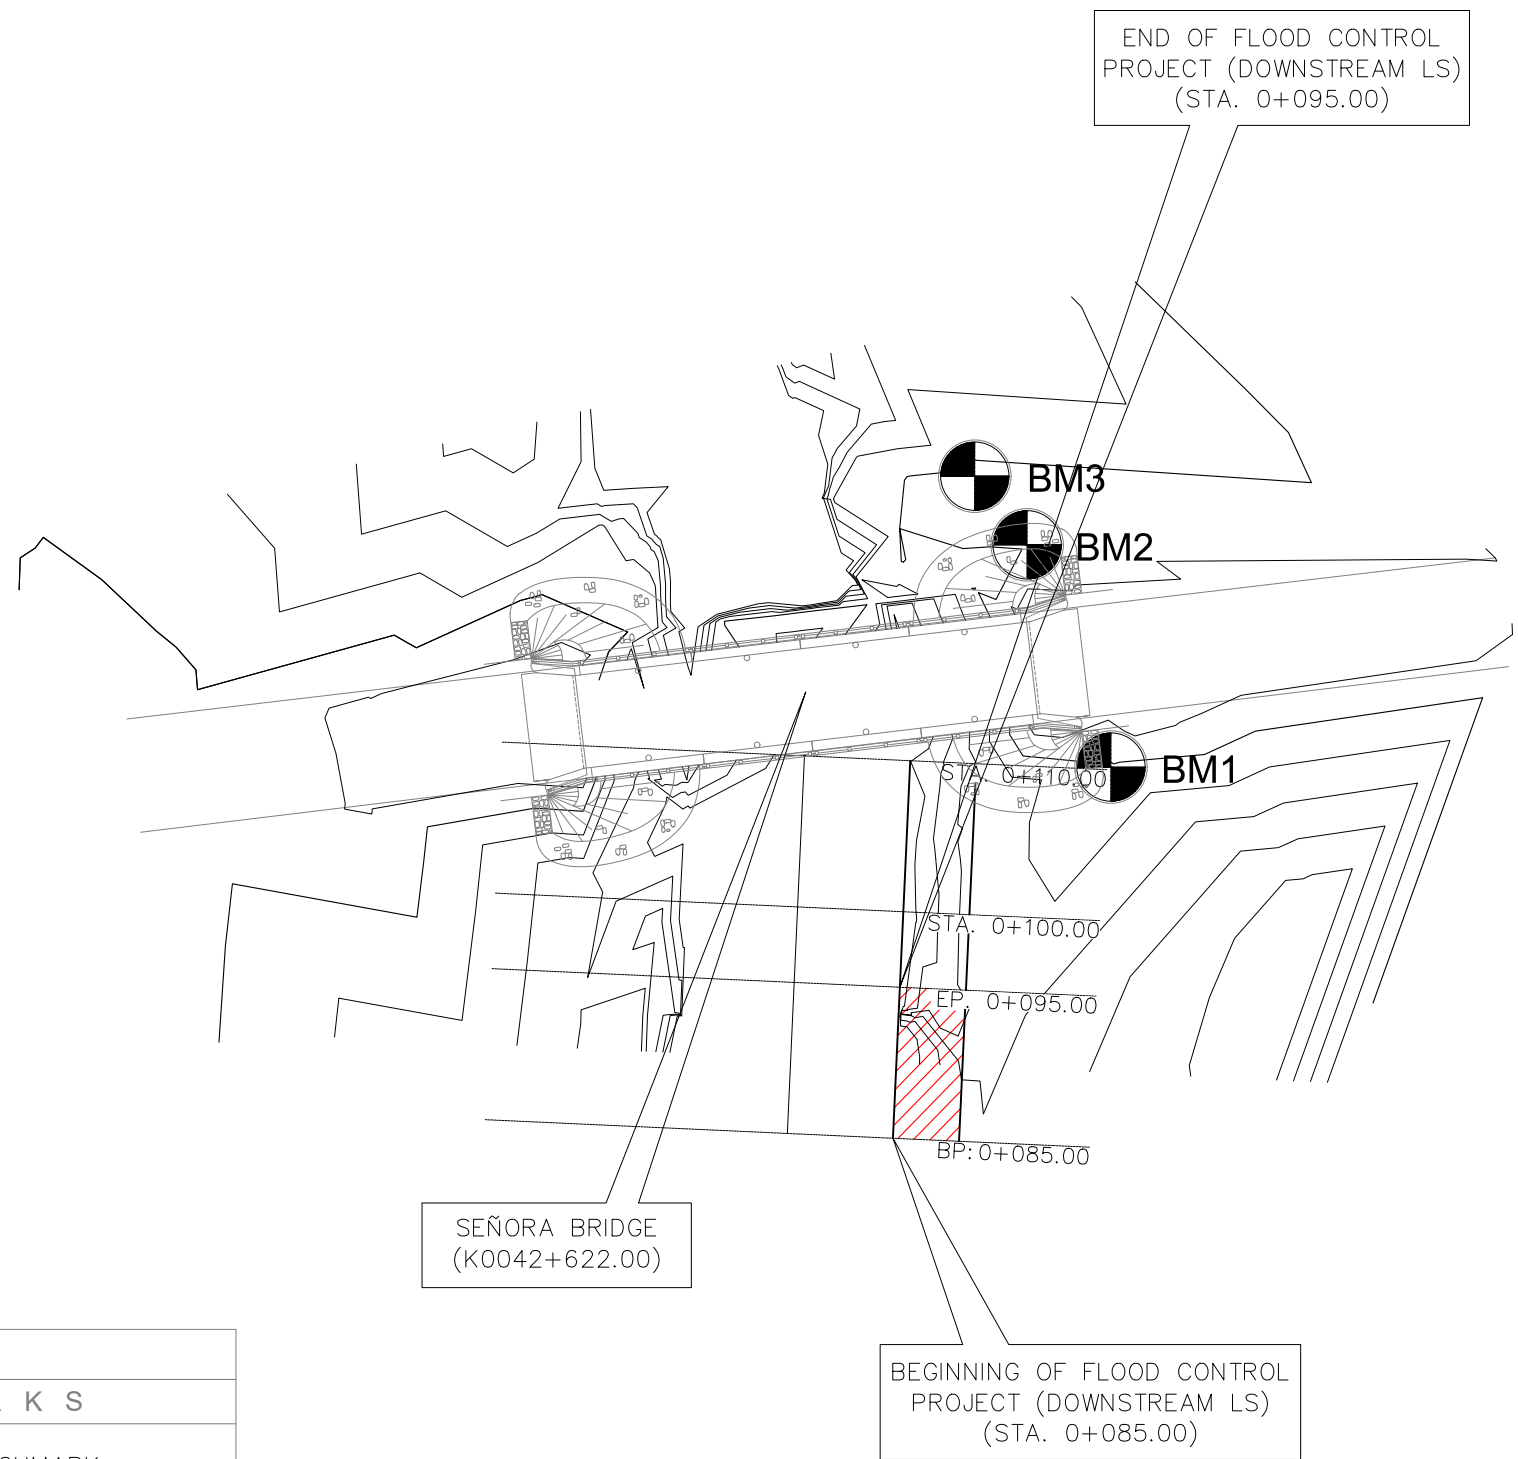 END OF FLOOD CONTROL
PROJECT (DOWNSTREAM LS)
(STA. 0+095.00)
BM3
BM2
BM1
STA. 0+110.00
STA. 0+100.00
EP. 0+095.00
BP: 0+085.00
SEÑORA BRIDGE
(K0042+622.00)
BEGINNING OF FLOOD CONTROL
PROJECT (DOWNSTREAM LS)
(STA. 0+085.00)
K S